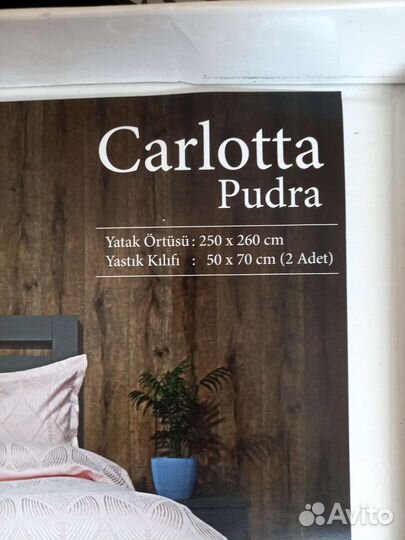 Carlotta
Pudra
Yatak Örtüsü : 250 x 260 cm
Yastık Kılıfı : 50 x 70 cm (2 Adet)
Avito